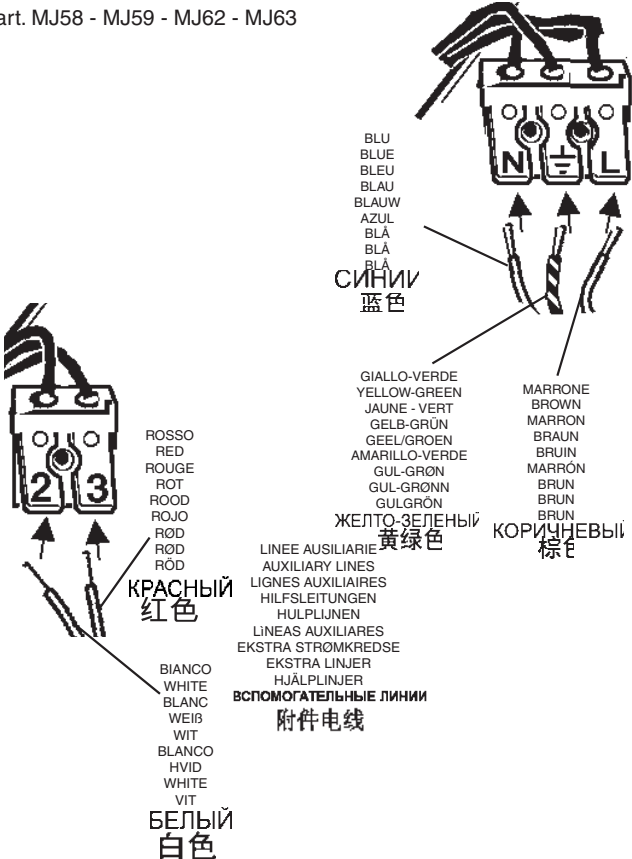 art. MJ58 - MJ59 - MJ62 - MJ63
N L
BLU
BLUE
BLEU
BLAU
BLAUW
AZUL
BLÅ
BLÅ
BLÅ
СИНИИ
蓝色
GIALLO-VERDE
YELLOW-GREEN
JAUNE - VERT
GELB-GRÜN
GEEL/GROEN
AMARILLO-VERDE
GUL-GRØN
GUL-GRØNN
GULGRÖN
ЖЕЛТО-ЗЕЛЕНЫЙ
黄绿色
MARRONE
BROWN
MARRON
BRAUN
BRUIN
MARRÓN
BRUN
BRUN
BRUN
КОРИЧНЕВЫЙ
棕色
2 3
ROSSO
RED
ROUGE
ROT
ROOD
ROJO
RØD
RØD
RÖD
КРАСНЫЙ
红色
LINEE AUSILIARIE
AUXILIARY LINES
LIGNES AUXILIAIRES
HILFSLEITUNGEN
HULPLIJNEN
LìNEAS AUXILIARES
EKSTRA STRØMKREDSE
EKSTRA LINJER
HJÄLPLINJER
ВСПОМОГАТЕЛЬНЫЕ ЛИНИИ
附件电线
BIANCO
WHITE
BLANC
WEIß
WIT
BLANCO
HVID
WHITE
VIT
БЕЛЫЙ
白色